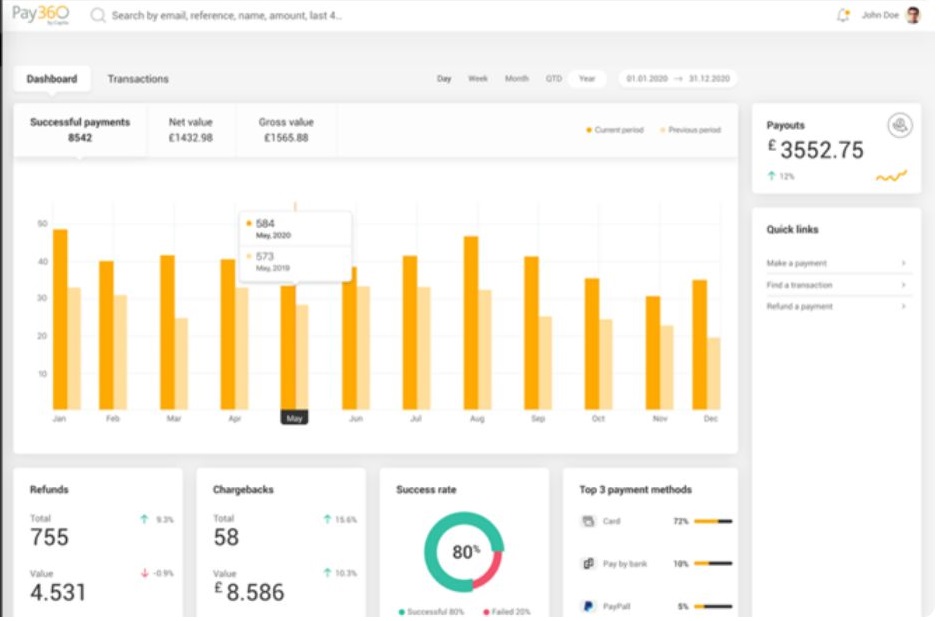 Pay360
by Capita
Search by email, reference, name, amount, last 4...
John Doe
Dashboard
Transactions
Day
Week
Month
QTD
Year
01.01.2020 → 31.12.2020
Successful payments
8542
Net value
£1432.98
Gross value
£1565.88
Current period
Previous period
50
40
30
20
10
584
May, 2020
573
May, 2019
Jan
Feb
Mar
Apr
May
Jun
Jul
Aug
Sep
Oct
Nov
Dec
Payouts
£ 3552.75
12%
Quick links
Make a payment
Find a transaction
Refund a payment
Refunds
Total
755
9.3%
Value
4.531
-0.9%
Chargebacks
Total
58
15.6%
Value
£ 8.586
10.3%
Success rate
80%
Successful 80%
Failed 20%
Top 3 payment methods
Card
72%
Pay by bank
10%
PayPall
5%